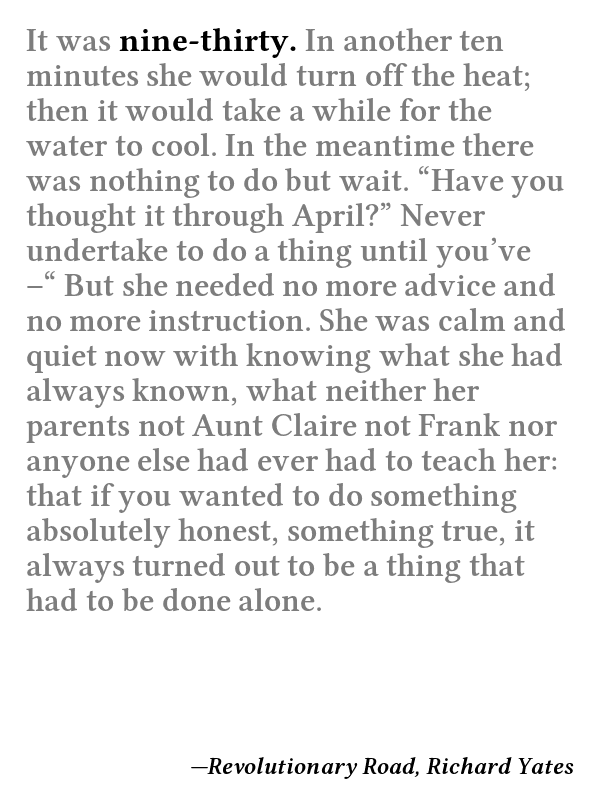 It was nine-thirty. In another ten
minutes she would turn off the heat;
then it would take a while for the
water to cool. In the meantime there
was nothing to do but wait. “Have you
thought it through April?” Never
undertake to do a thing until you’ve
–“ But she needed no more advice and
no more instruction. She was calm and
quiet now with knowing what she had
always known, what neither her
parents not Aunt Claire not Frank nor
anyone else had ever had to teach her:
that if you wanted to do something
absolutely honest, something true, it
always turned out to be a thing that
had to be done alone.
—Revolutionary Road, Richard Yates